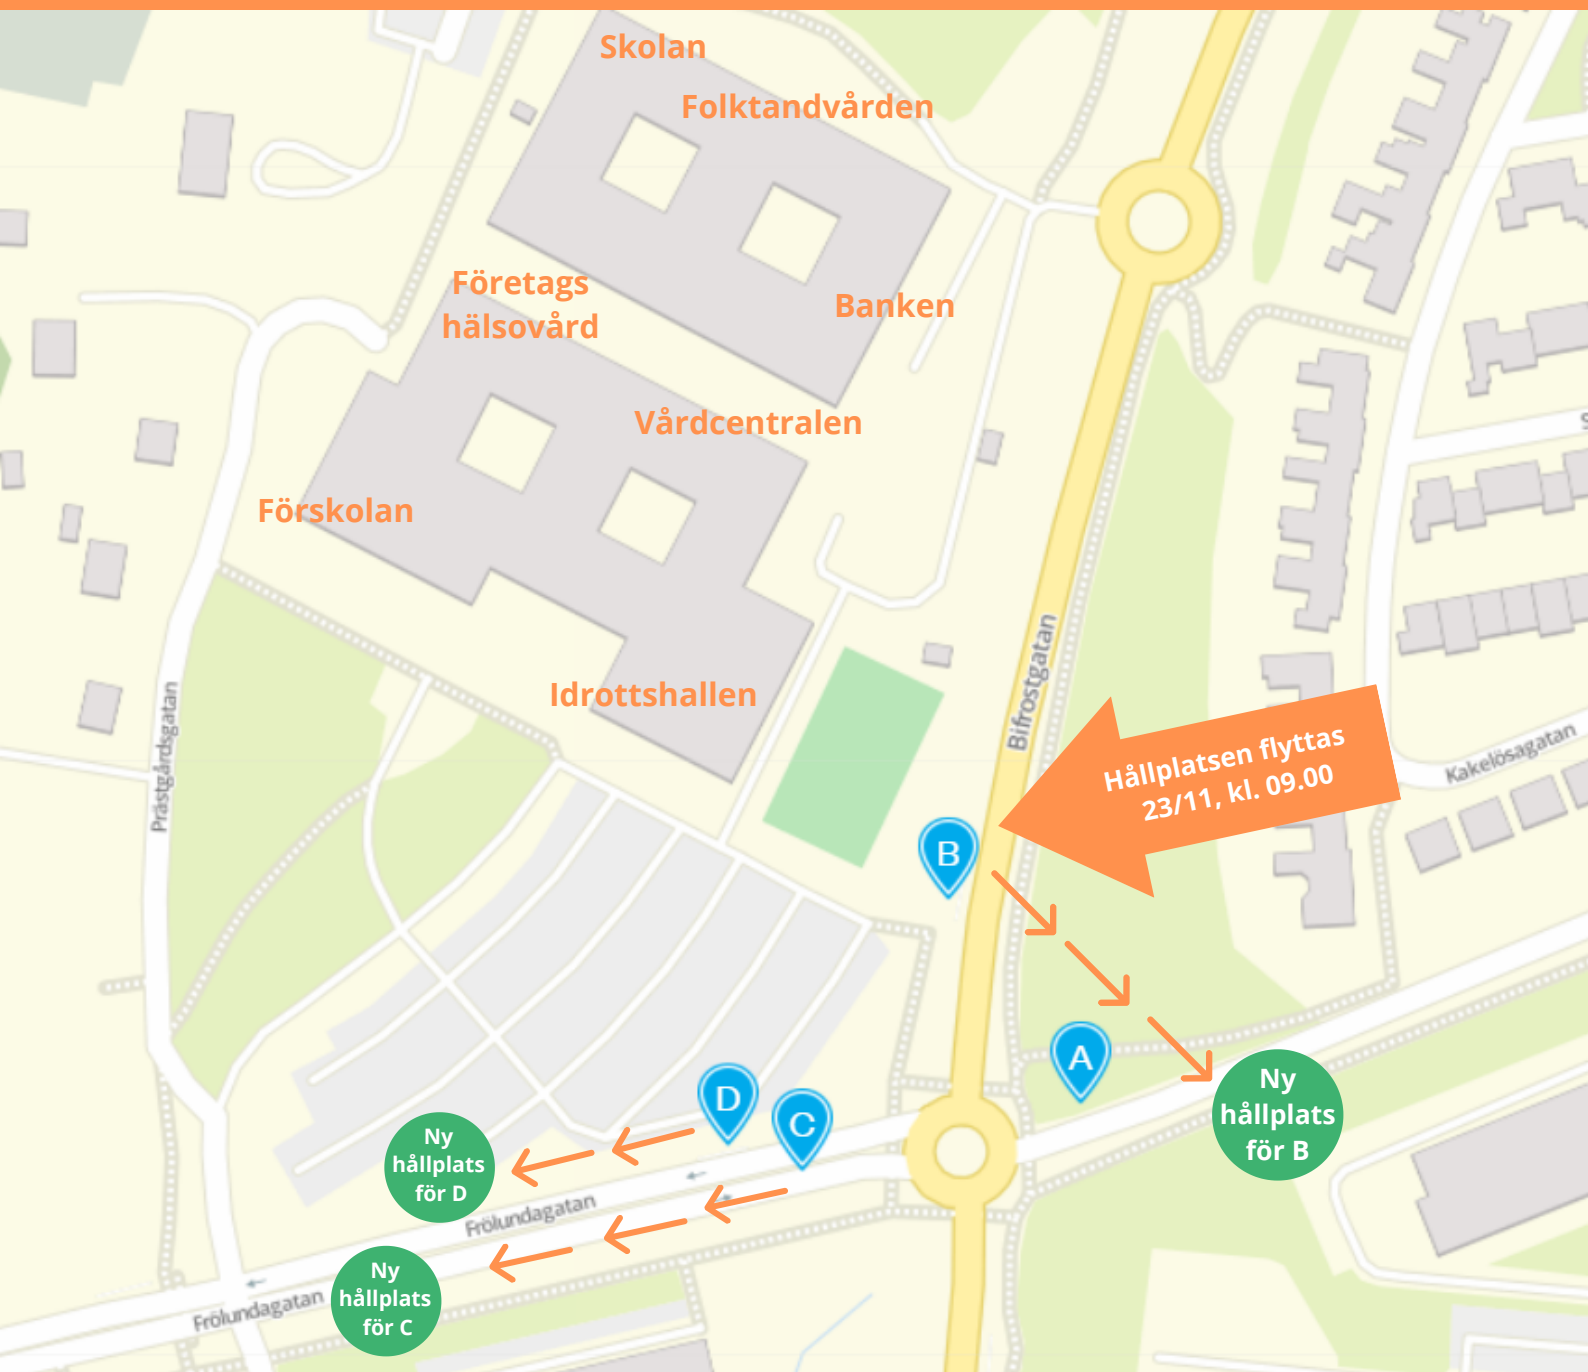 Skolan
Folktandvården
Företags
hälsovård
Banken
Vårdcentralen
Förskolan
Idrottshallen
Bifrostgatan
Prästgårdsgatan
Hållplatsen flyttas
23/11, kl. 09.00
Kakelösagatan
B
A
D
C
Ny
hållplats
för B
Ny
hållplats
för D
Frölundagatan
Ny
hållplats
för C
Frölundagatan